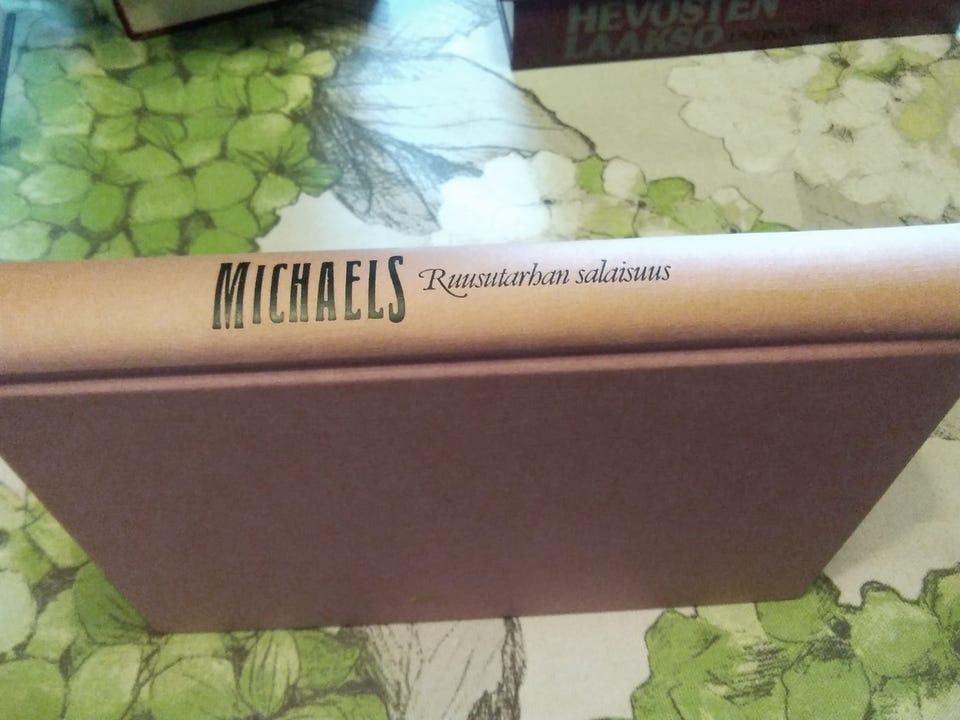 HEVOSTEN
LAAKSO
MICHAELS Ruusutarhan salaisuus